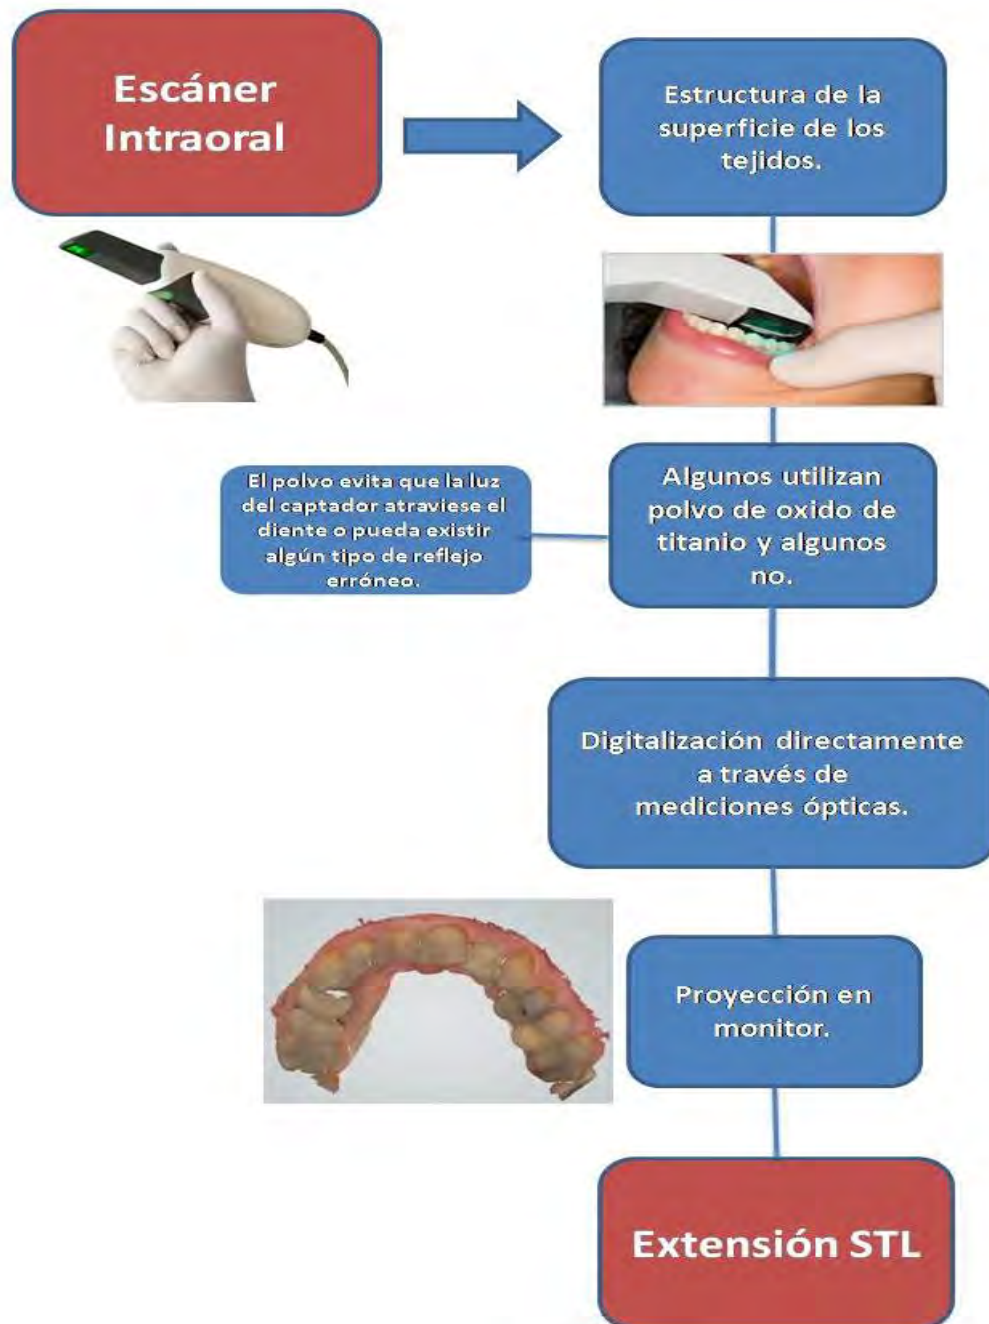 Escáner
Intraoral
Estructura de la
superficie de los
tejidos.
El polvo evita que la luz
del captador atraviese el
diente o pueda existir
algún tipo de reflejo
erróneo.
Algunos utilizan
polvo de oxido de
titanio y algunos
no.
Digitalización directamente
a través de
mediciones ópticas.
Proyección en
monitor.
Extensión STL